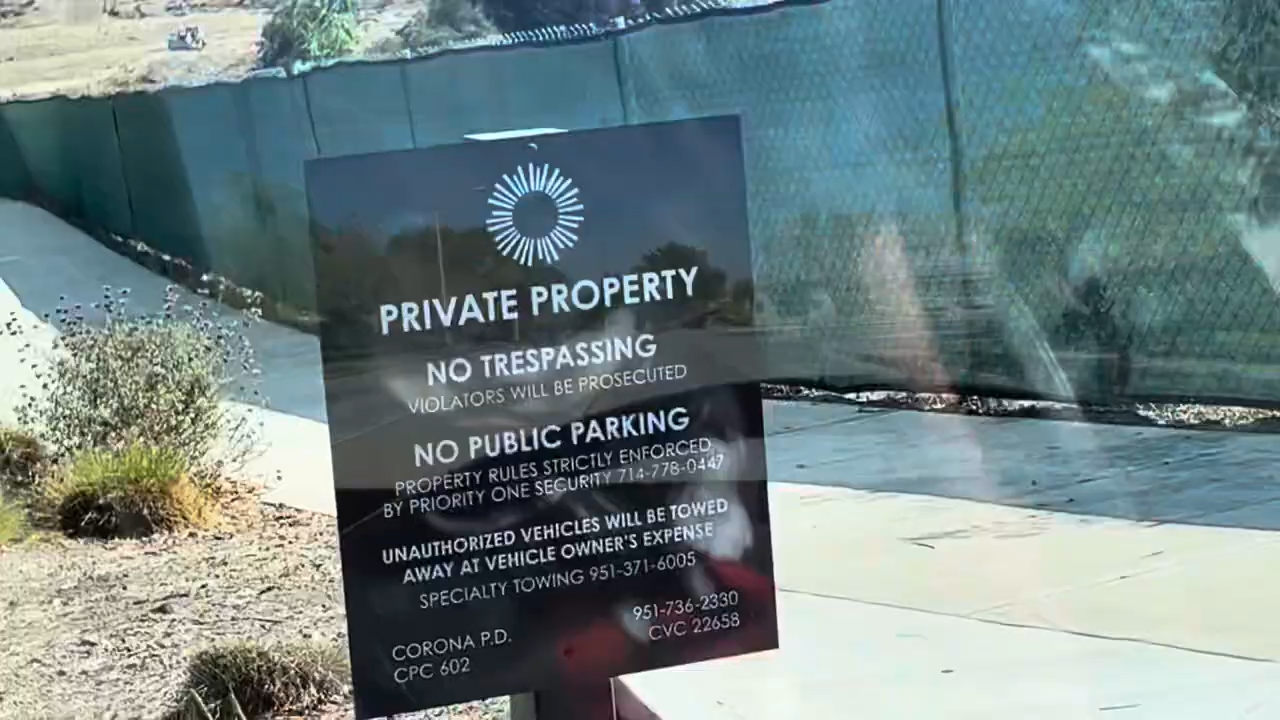 PRIVATE PROPERTY
NO TRESPASSING
VIOLATORS WILL BE PROSECUTED
NO PUBLIC PARKING
PROPERTY RULES STRICTLY ENFORCED
BY PRIORITY ONE SECURITY 714-778-0447
UNAUTHORIZED VEHICLES WILL BE TOWED
AWAY AT VEHICLE OWNER'S EXPENSE
SPECIALTY TOWING 951-371-6005
CORONA P.D. 951-736-2330
CPC 602 CVC 22658